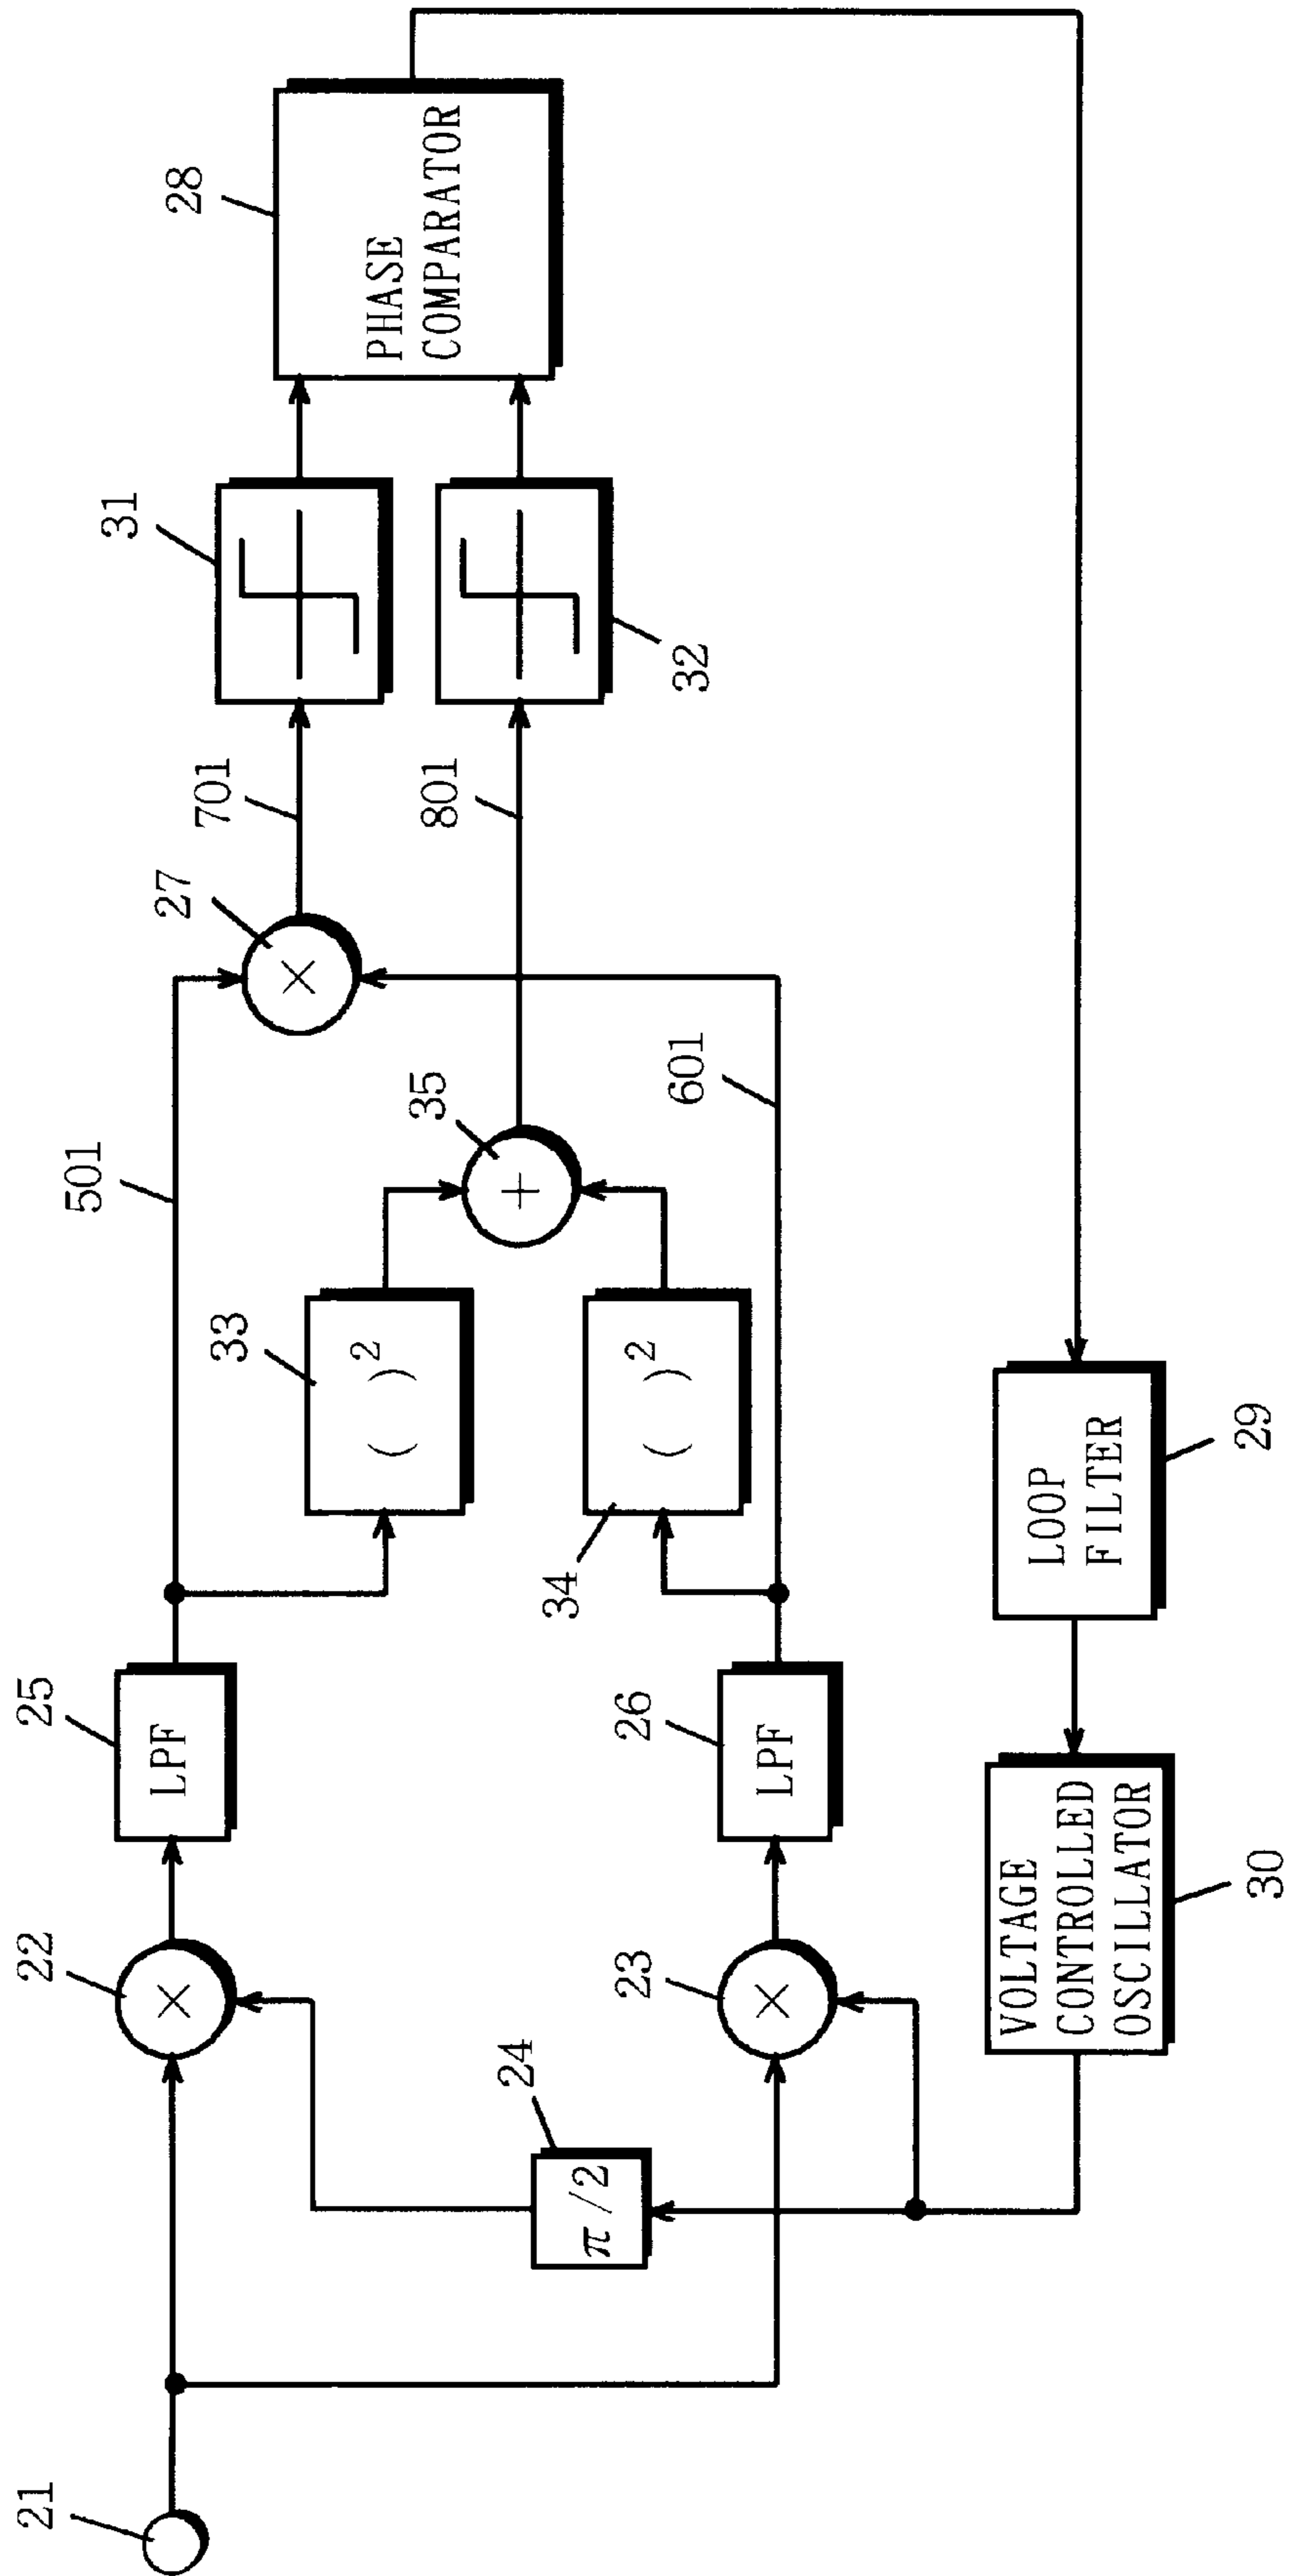 21
22
23
24
π/2
×
×
25
LPF
26
LPF
501
33
( )²
34
( )²
35
+
601
27
×
701
801
31
32
28
PHASE
COMPARATOR
LOOP
FILTER
29
VOLTAGE
CONTROLLED
OSCILLATOR
30